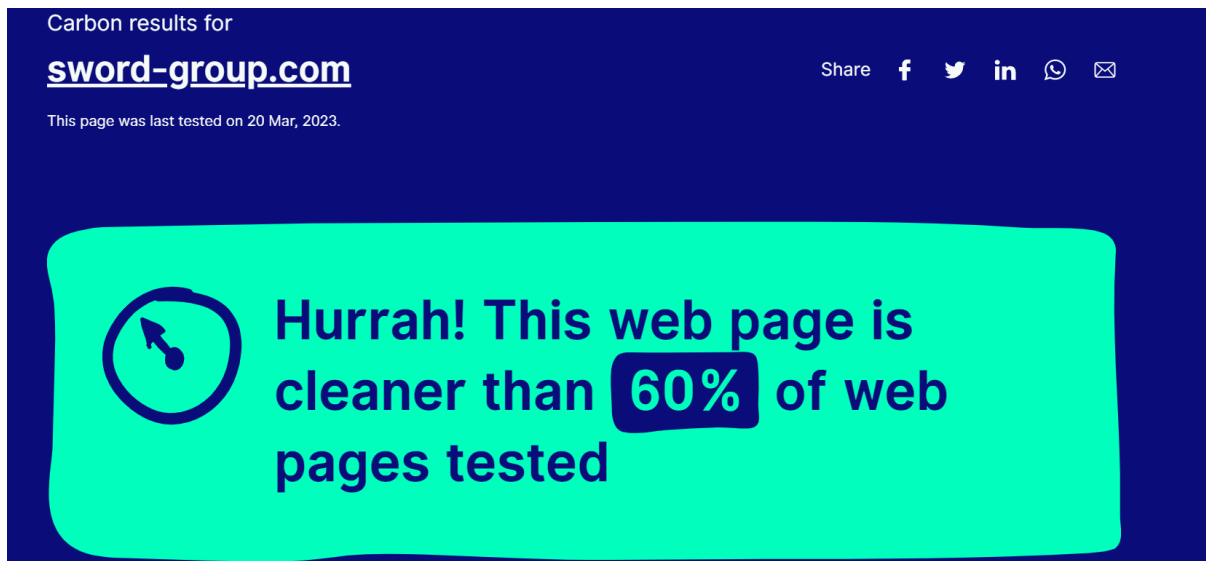 Carbon results for
sword-group.com
Share
This page was last tested on 20 Mar, 2023.
Hurrah! This web page is
cleaner than 60% of web
pages tested